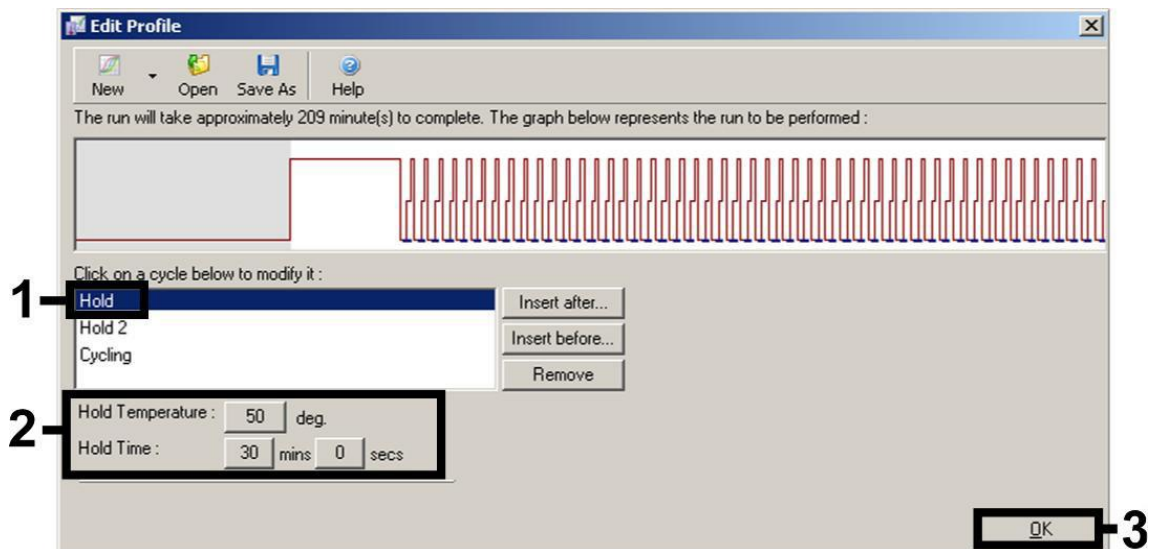 Edit Profile
New Open Save As Help
The run will take approximately 209 minute(s) to complete. The graph below represents the run to be performed :
Click on a cycle below to modify it :
1 Hold Insert after...
Hold 2 Insert before...
Cycling
Remove
2 Hold Temperature : 50 deg.
Hold Time : 30 mins 0 secs
OK 3